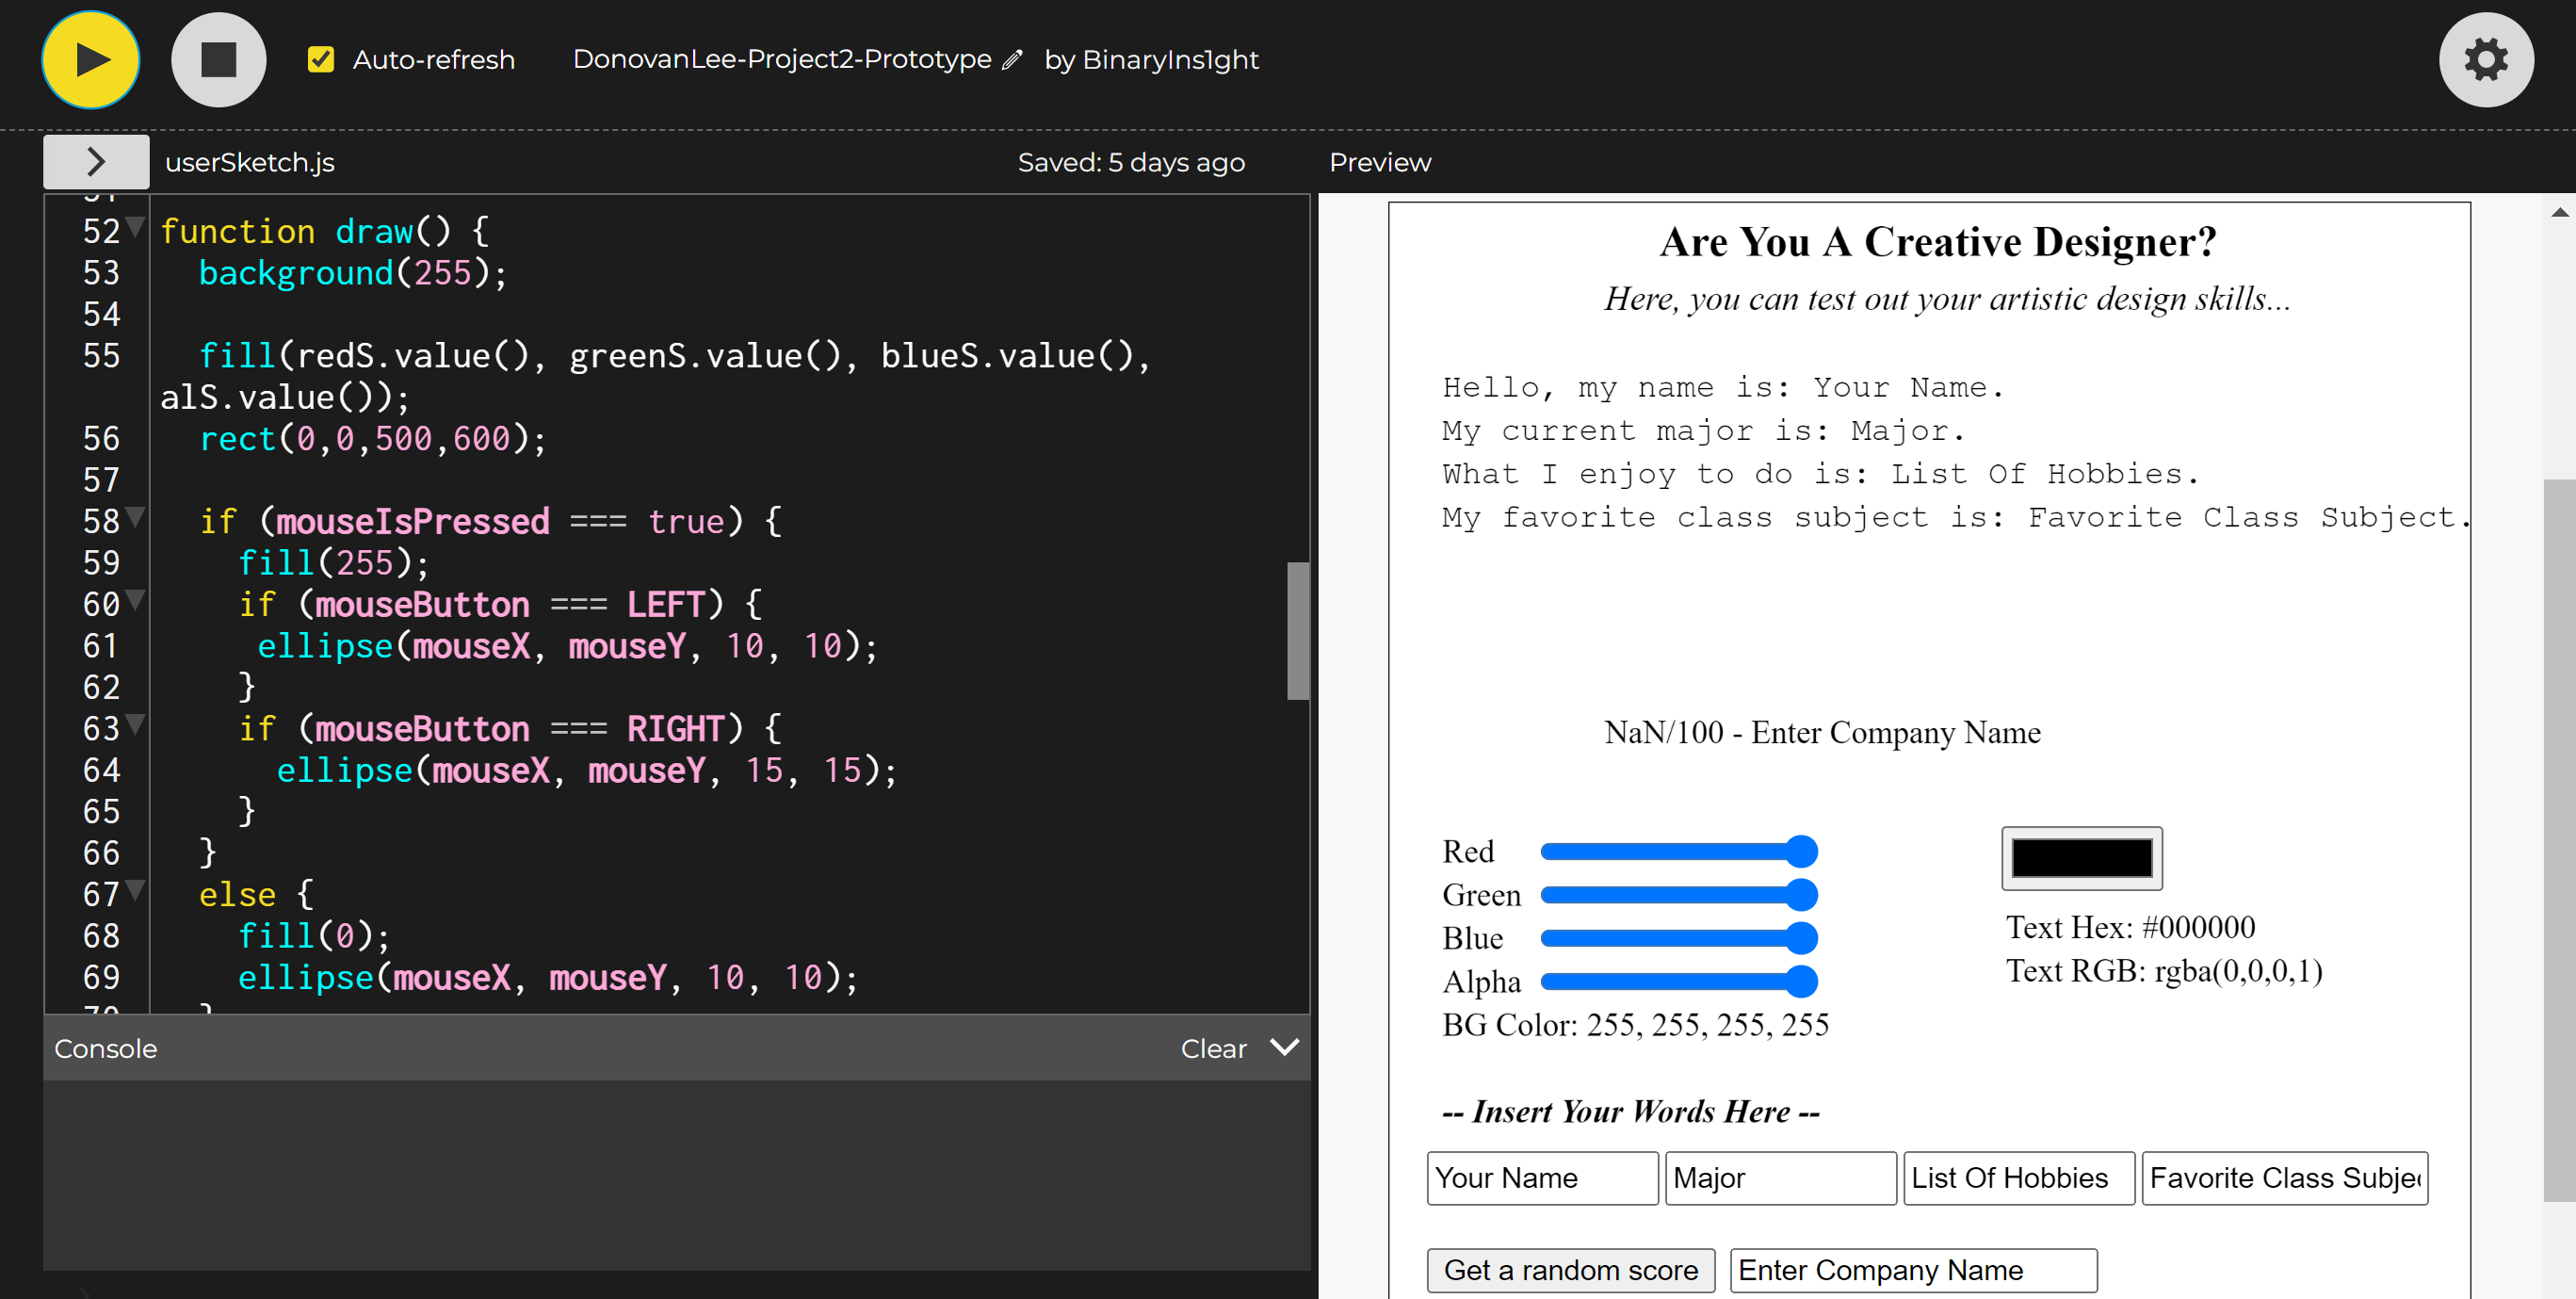 Auto-refresh DonovanLee-Project2-Prototype by BinaryIns1ght
userSketch.js Saved: 5 days ago
52 function draw() {
53 background(255);
54
55 fill(redS.value(), greenS.value(), blueS.value(),
alS.value());
56 rect(0,0,500,600);
57
58 if (mouseIsPressed === true) {
59 fill(255);
60 if (mouseButton === LEFT) {
61 ellipse(mouseX, mouseY, 10, 10);
62 }
63 if (mouseButton === RIGHT) {
64 ellipse(mouseX, mouseY, 15, 15);
65 }
66 }
67 else {
68 fill(0);
69 ellipse(mouseX, mouseY, 10, 10);
Console Clear
Preview
Are You A Creative Designer?
Here, you can test out your artistic design skills...
Hello, my name is: Your Name.
My current major is: Major.
What I enjoy to do is: List Of Hobbies.
My favorite class subject is: Favorite Class Subject.
NaN/100 - Enter Company Name
Red
Green
Blue
Alpha
BG Color: 255, 255, 255, 255
Text Hex: #000000
Text RGB: rgba(0,0,0,1)
-- Insert Your Words Here --
Your Name Major List Of Hobbies Favorite Class Subje
Get a random score Enter Company Name